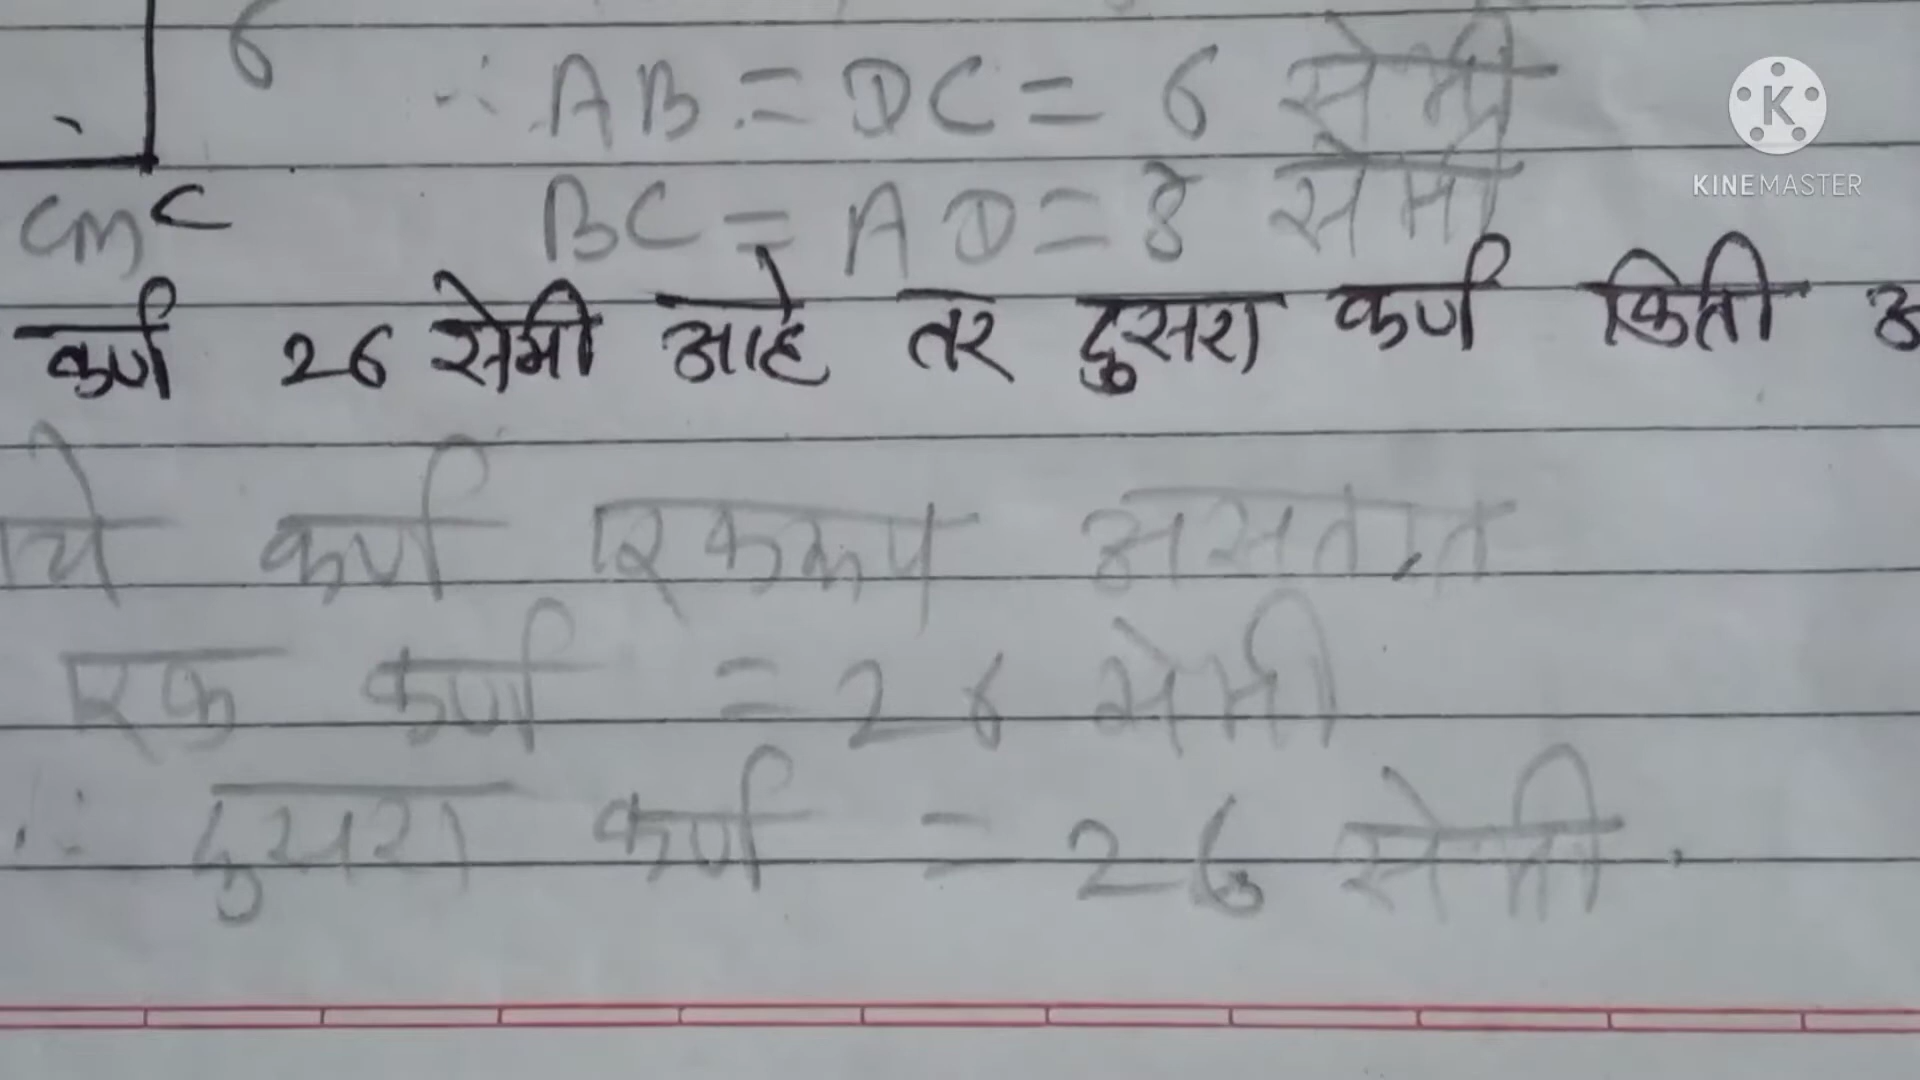 6
∴ AB = DC = 6 सेमी
cm C
BC = AD = 8 सेमी
कर्ण 26 सेमी आहे तर दुसरा कर्ण किती
चे कर्ण एकरूप असतात
एक कर्ण = 26 सेमी
∴ दुसरा कर्ण = 26 सेमी.
K
KINEMASTER